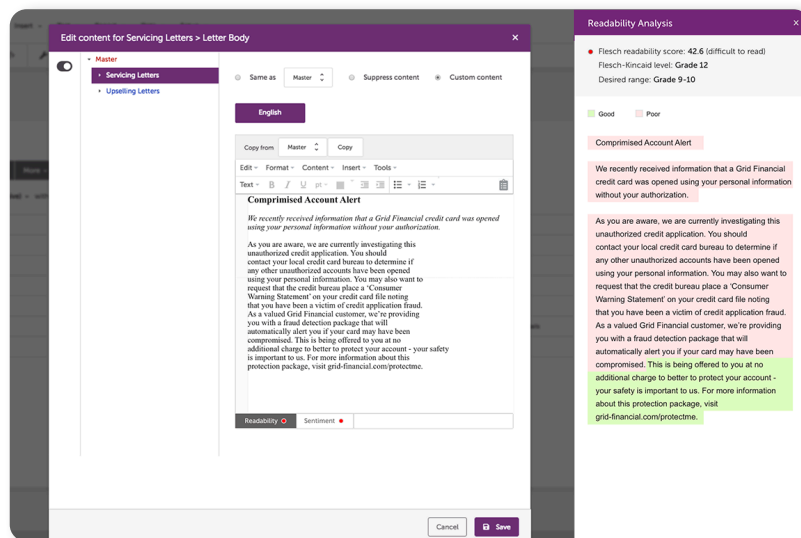 Edit content for Servicing Letters > Letter Body
×
Master
Servicing Letters
Upselling Letters
Same as
Master
Suppress content
Custom content
English
Copy from
Master
Copy
Edit
Format
Content
Insert
Tools
Text
B
I
U
pt
Comprimised Account Alert
We recently received information that a Grid Financial credit card was opened
using your personal information without your authorization.
As you are aware, we are currently investigating this
unauthorized credit application. You should
contact your local credit card bureau to determine if
any other unauthorized accounts have been opened
using your personal information. You may also want to
request that the credit bureau place a ‘Consumer
Warning Statement’ on your credit card file noting
that you have been a victim of credit application fraud.
As a valued Grid Financial customer, we’re providing
you with a fraud detection package that will
automatically alert you if your card may have been
compromised. This is being offered to you at no
additional charge to better to protect your account - your safety
is important to us. For more information about this
protection package, visit grid-financial.com/protectme.
Readability
Sentiment
Cancel
Save
Readability Analysis
×
Flesch readability score: 42.6 (difficult to read)
Flesch-Kincaid level: Grade 12
Desired range: Grade 9-10
Good
Poor
Comprimised Account Alert
We recently received information that a Grid Financial
credit card was opened using your personal information
without your authorization.
As you are aware, we are currently investigating this
unauthorized credit application. You should
contact your local credit card bureau to determine if
any other unauthorized accounts have been opened
using your personal information. You may also want to
request that the credit bureau place a ‘Consumer
Warning Statement’ on your credit card file noting
that you have been a victim of credit application fraud.
As a valued Grid Financial customer, we’re providing
you with a fraud detection package that will
automatically alert you if your card may have been
compromised. This is being offered to you at no
additional charge to better to protect your account -
your safety is important to us. For more information
about this protection package, visit
grid-financial.com/protectme.